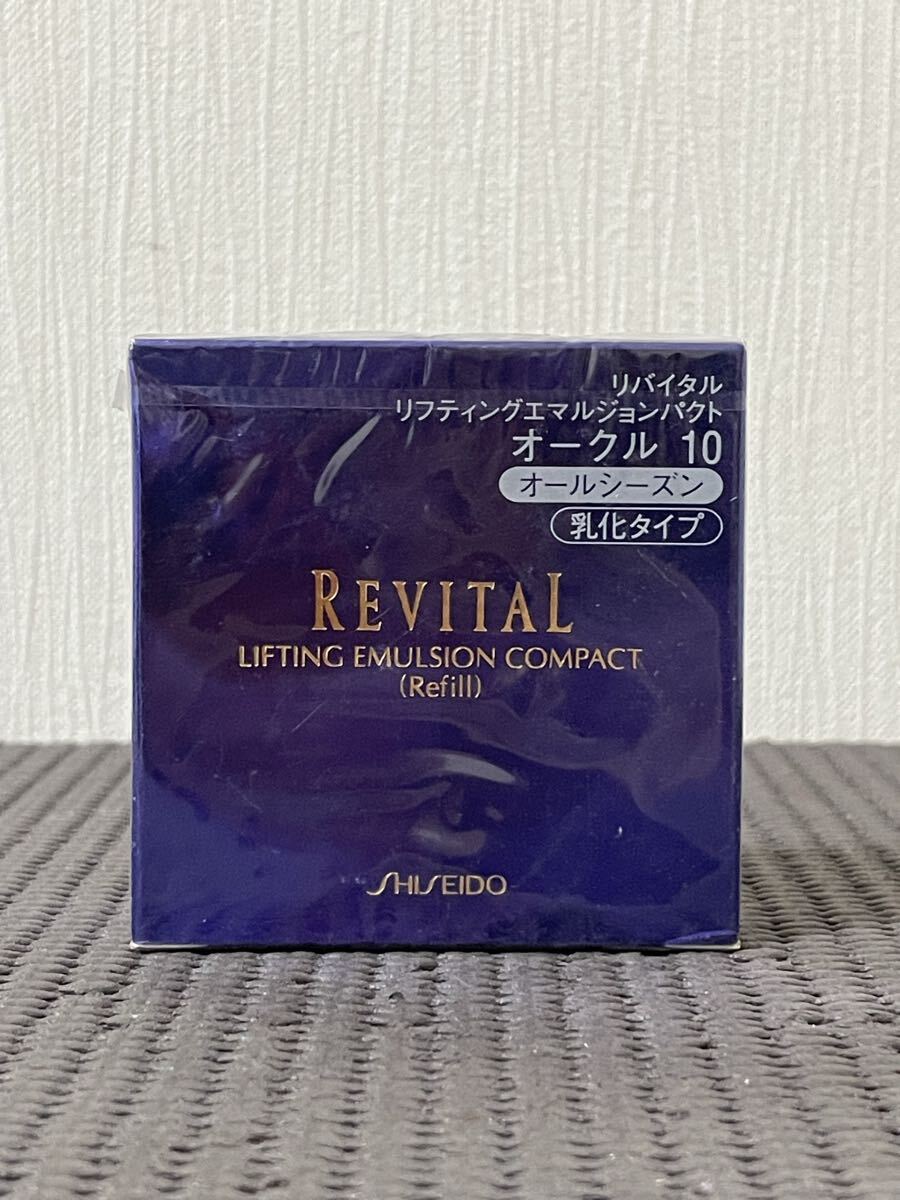 リバイタル
リフティングエマルジョンパクト
オークル 10
オールシーズン
乳化タイプ
REVITAL
LIFTING EMULSION COMPACT
(Refill)
SHISEIDO